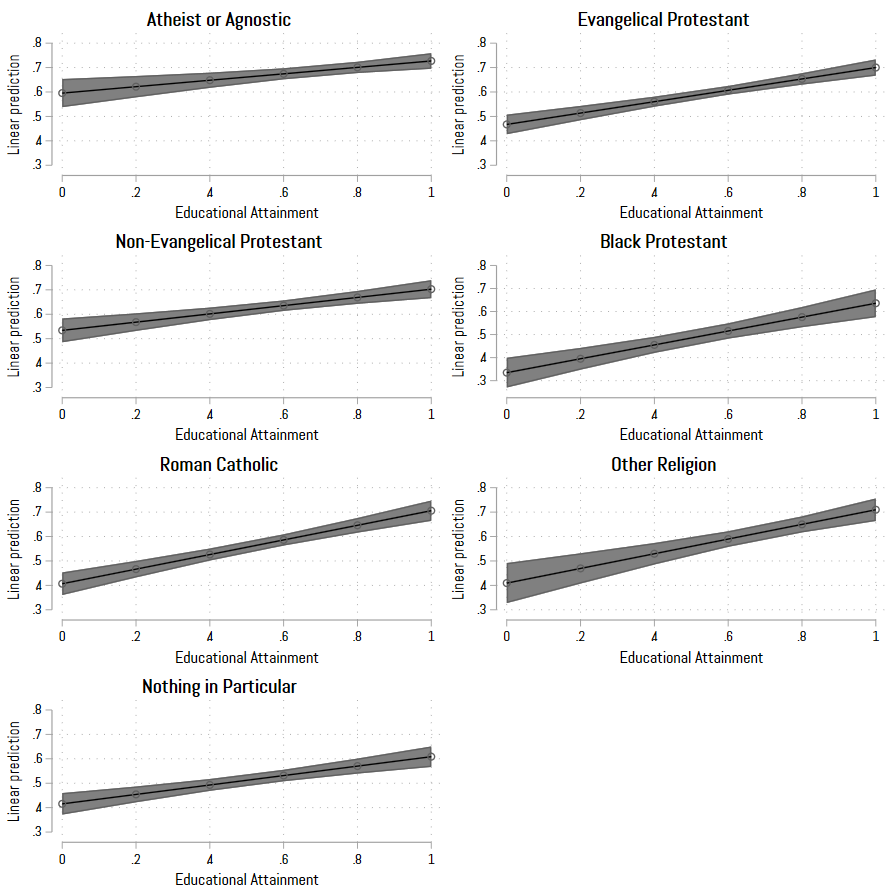 Atheist or Agnostic
Linear prediction
.8
.7
.6
.5
.4
.3
0 .2 .4 .6 .8 1
Educational Attainment
Evangelical Protestant
Linear prediction
.8
.7
.6
.5
.4
.3
0 .2 .4 .6 .8 1
Educational Attainment
Non-Evangelical Protestant
Linear prediction
.8
.7
.6
.5
.4
.3
0 .2 .4 .6 .8 1
Educational Attainment
Black Protestant
Linear prediction
.8
.7
.6
.5
.4
.3
0 .2 .4 .6 .8 1
Educational Attainment
Roman Catholic
Linear prediction
.8
.7
.6
.5
.4
.3
0 .2 .4 .6 .8 1
Educational Attainment
Other Religion
Linear prediction
.8
.7
.6
.5
.4
.3
0 .2 .4 .6 .8 1
Educational Attainment
Nothing in Particular
Linear prediction
.8
.7
.6
.5
.4
.3
0 .2 .4 .6 .8 1
Educational Attainment